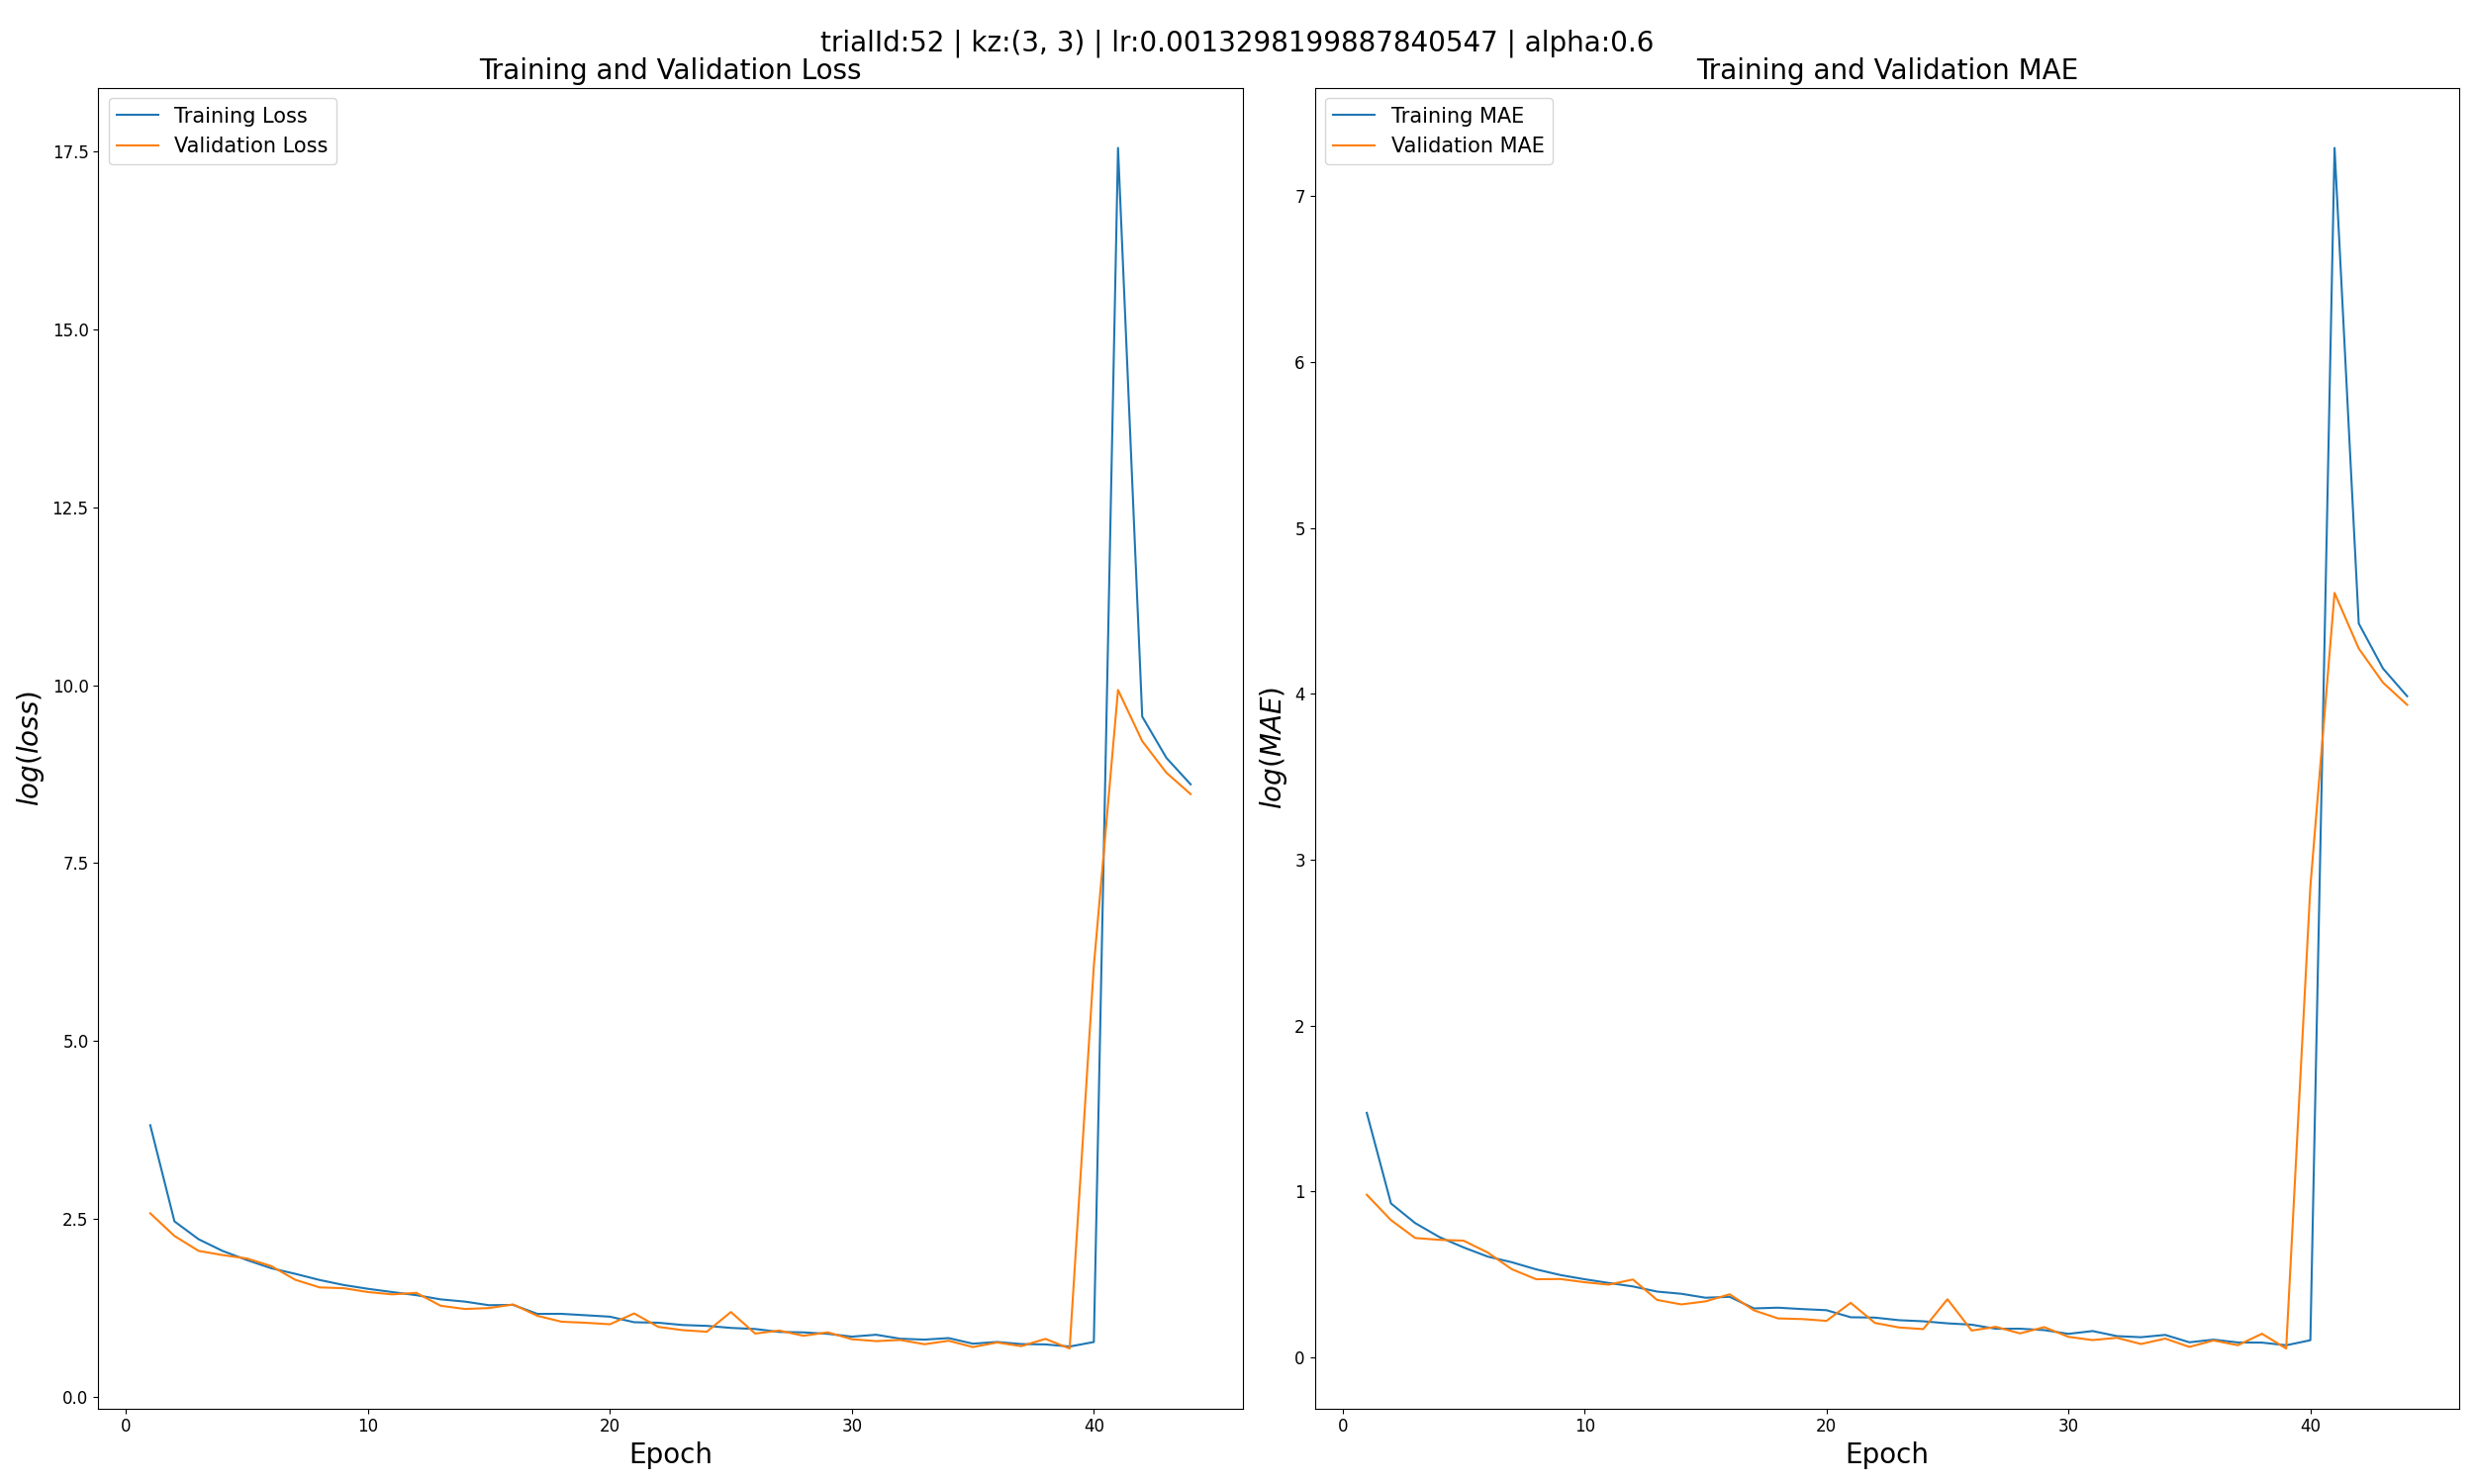 trialId:52 | kz:(3, 3) | lr:0.0013298199887840547 | alpha:0.6
Training and Validation Loss
Training Loss
Validation Loss
17.5
15.0
12.5
10.0
7.5
5.0
2.5
0.0
log(loss)
0
10
20
30
40
Epoch
Training and Validation MAE
Training MAE
Validation MAE
7
6
5
4
3
2
1
0
log(MAE)
0
10
20
30
40
Epoch